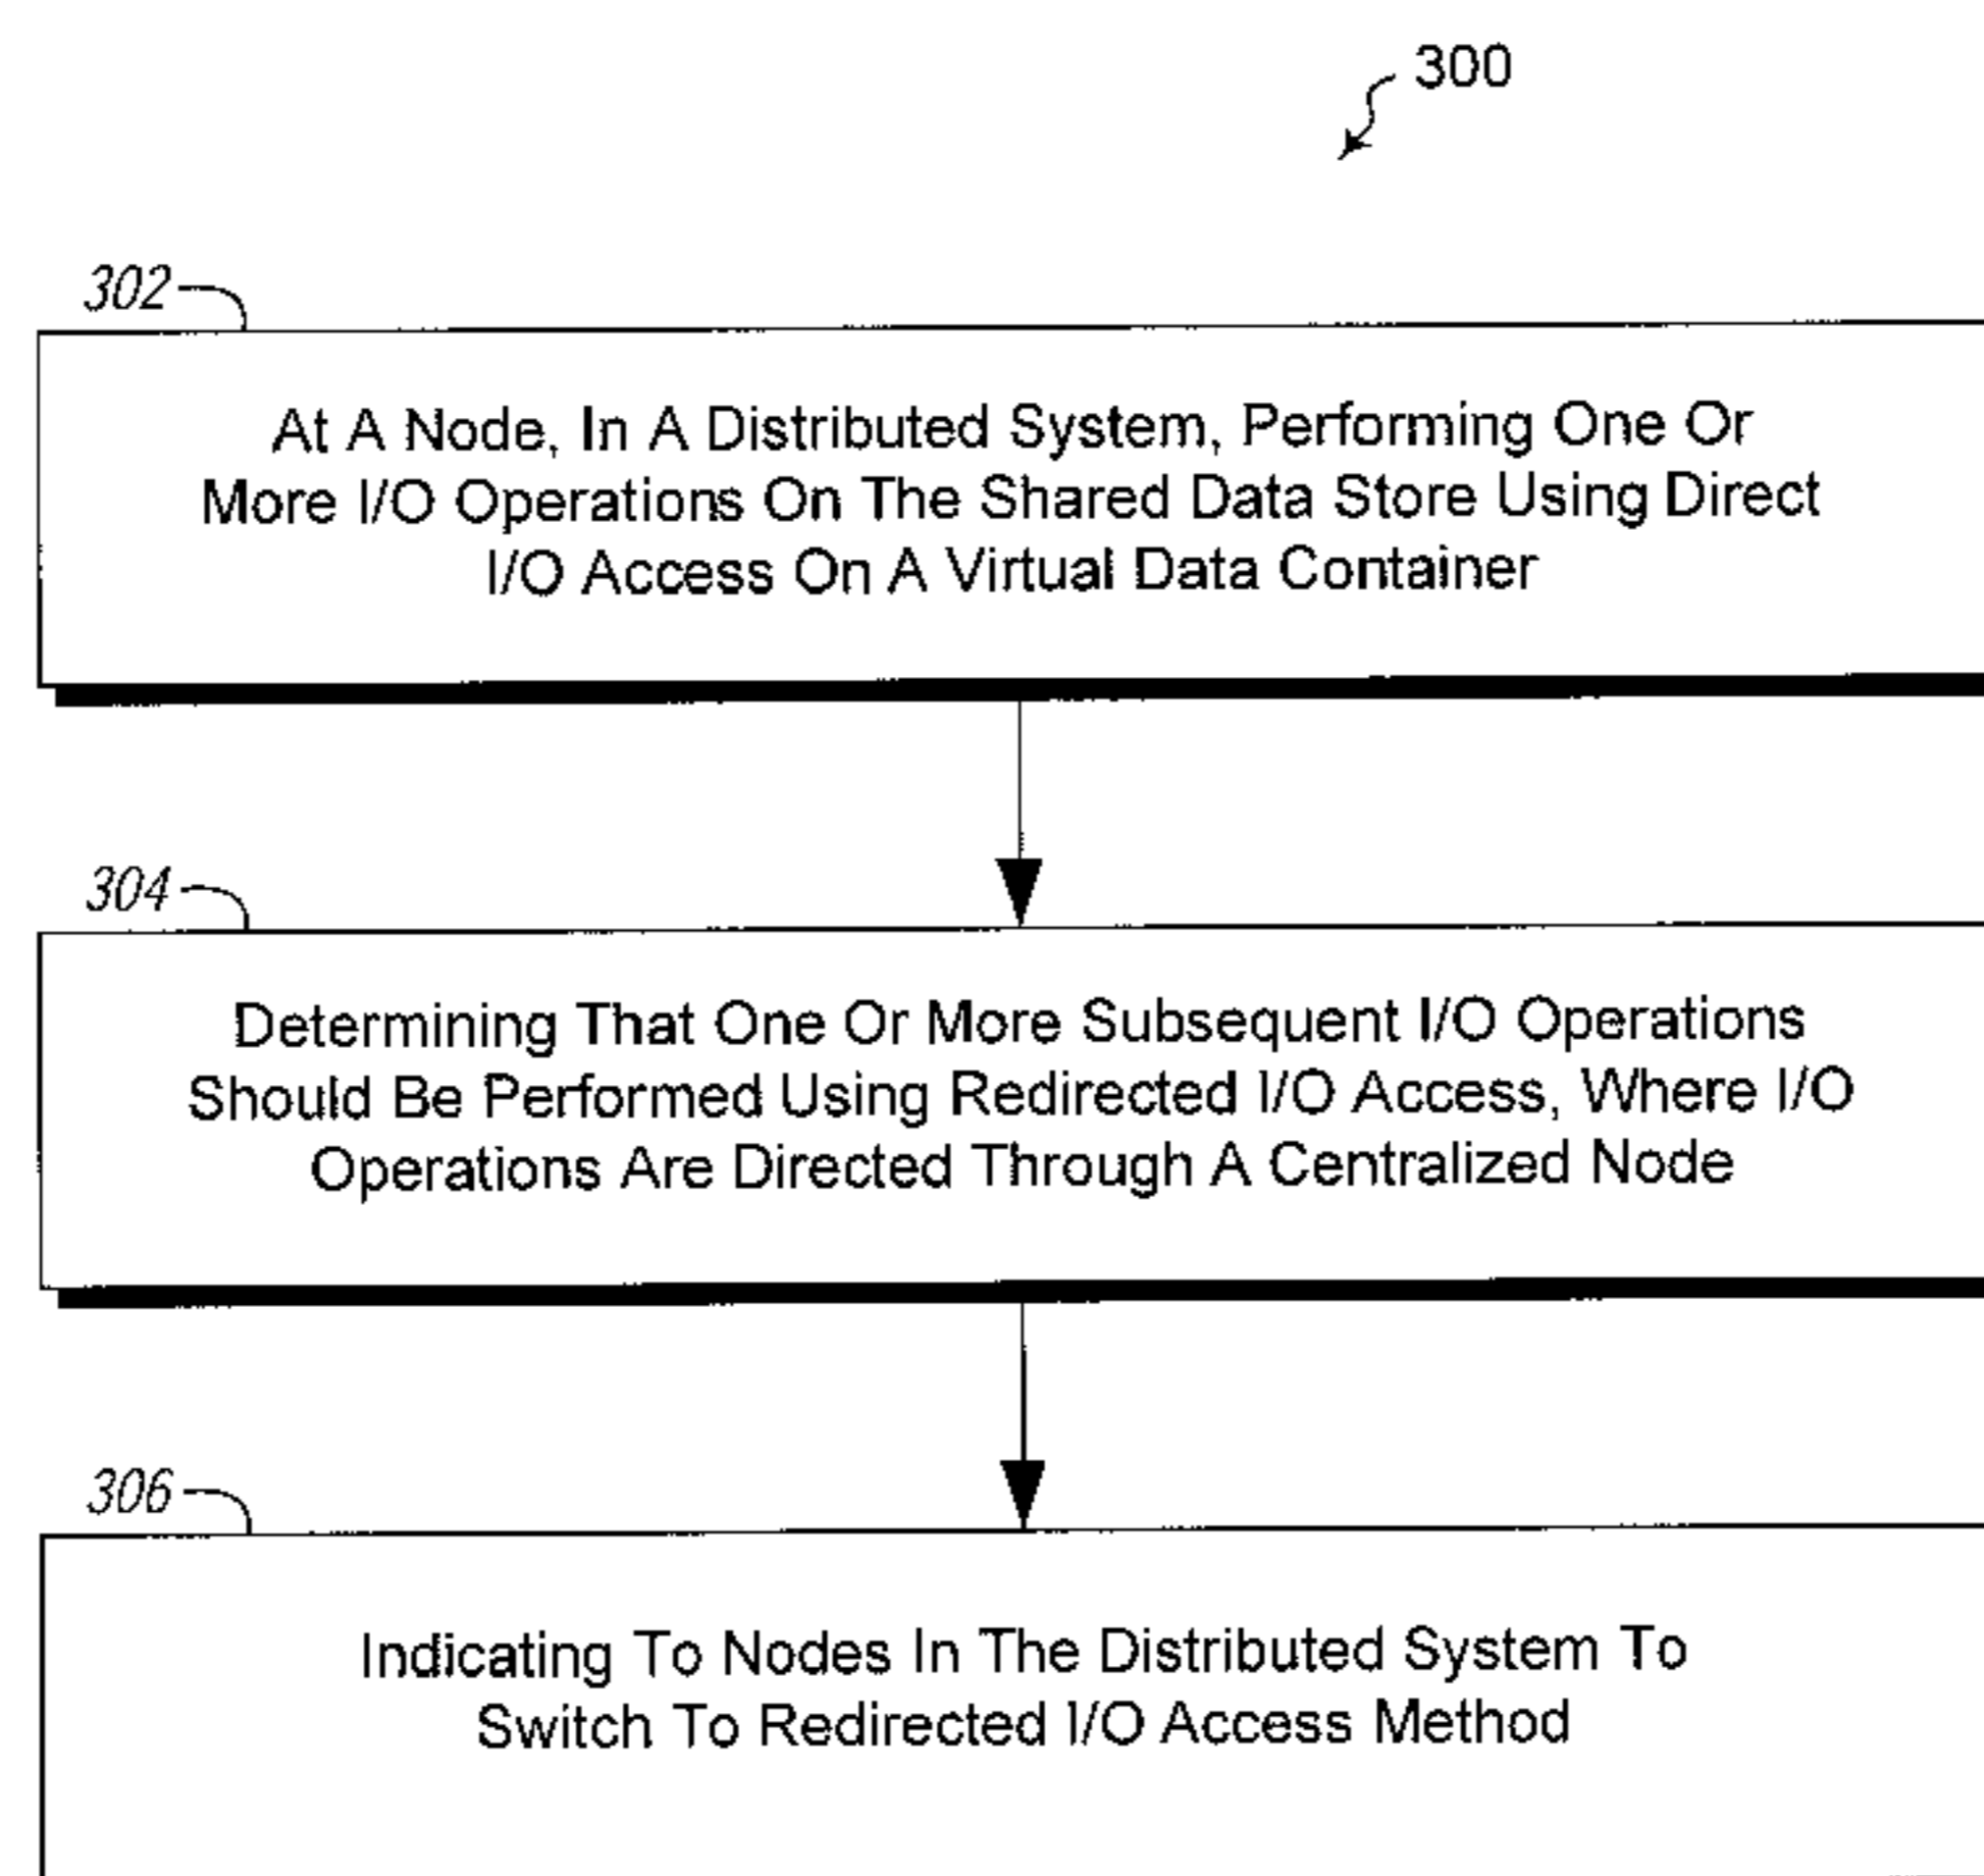 300
302
At A Node, In A Distributed System, Performing One Or
More I/O Operations On The Shared Data Store Using Direct
I/O Access On A Virtual Data Container
304
Determining That One Or More Subsequent I/O Operations
Should Be Performed Using Redirected I/O Access, Where I/O
Operations Are Directed Through A Centralized Node
306
Indicating To Nodes In The Distributed System To
Switch To Redirected I/O Access Method